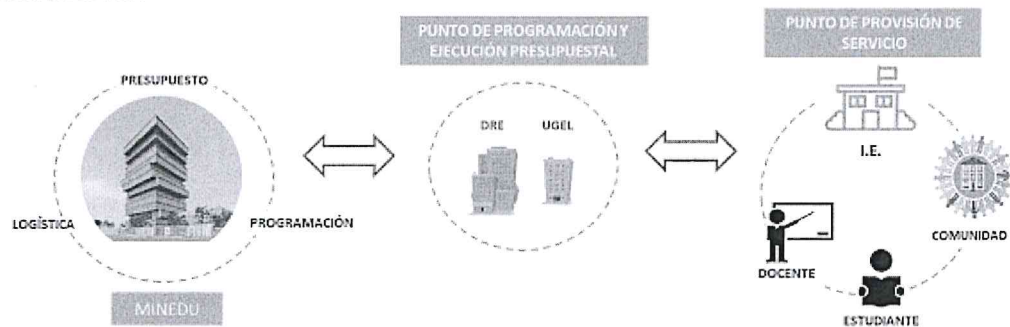 PRESUPUESTO
LOGÍSTICA
PROGRAMACIÓN
MINEDU
PUNTO DE PROGRAMACIÓN Y
EJECUCIÓN PRESUPUESTAL
DRE
UGEL
PUNTO DE PROVISIÓN DE
SERVICIO
I.E.
COMUNIDAD
DOCENTE
ESTUDIANTE